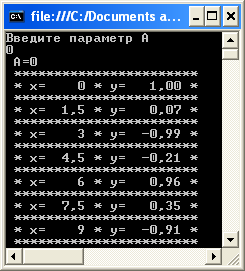 file:///C:/Documents a...
Введите параметр A
0
A=0
*********************
* x=     0 * y=   1,00 *
*********************
* x=   1,5 * y=   0,07 *
*********************
* x=     3 * y=  -0,99 *
*********************
* x=   4,5 * y=  -0,21 *
*********************
* x=     6 * y=   0,96 *
*********************
* x=   7,5 * y=   0,35 *
*********************
* x=     9 * y=  -0,91 *
*********************